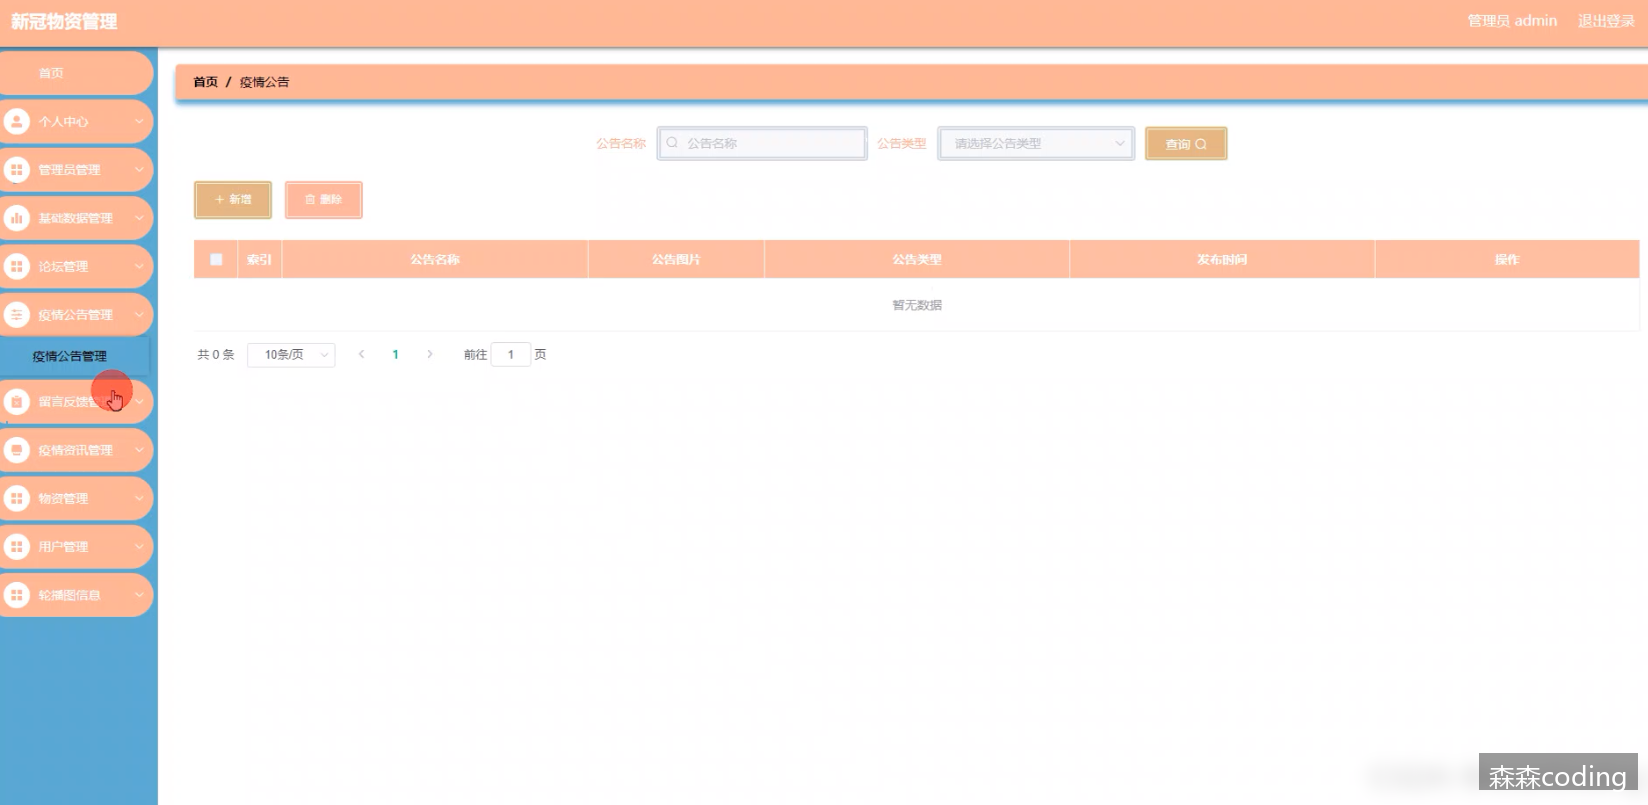 新冠物资管理
管理员 admin 退出登录
首页
个人中心
管理员管理
基础数据管理
论坛管理
疫情公告管理
疫情公告管理
留言反馈管理
疫情资讯管理
物资管理
用户管理
轮播图信息
首页 / 疫情公告
公告名称 公告名称 公告类型 请选择公告类型 查询
新增 删除
索引 公告名称 公告图片 公告类型 发布时间 操作
暂无数据
共 0 条 10条/页 1 前往 1 页
森森coding